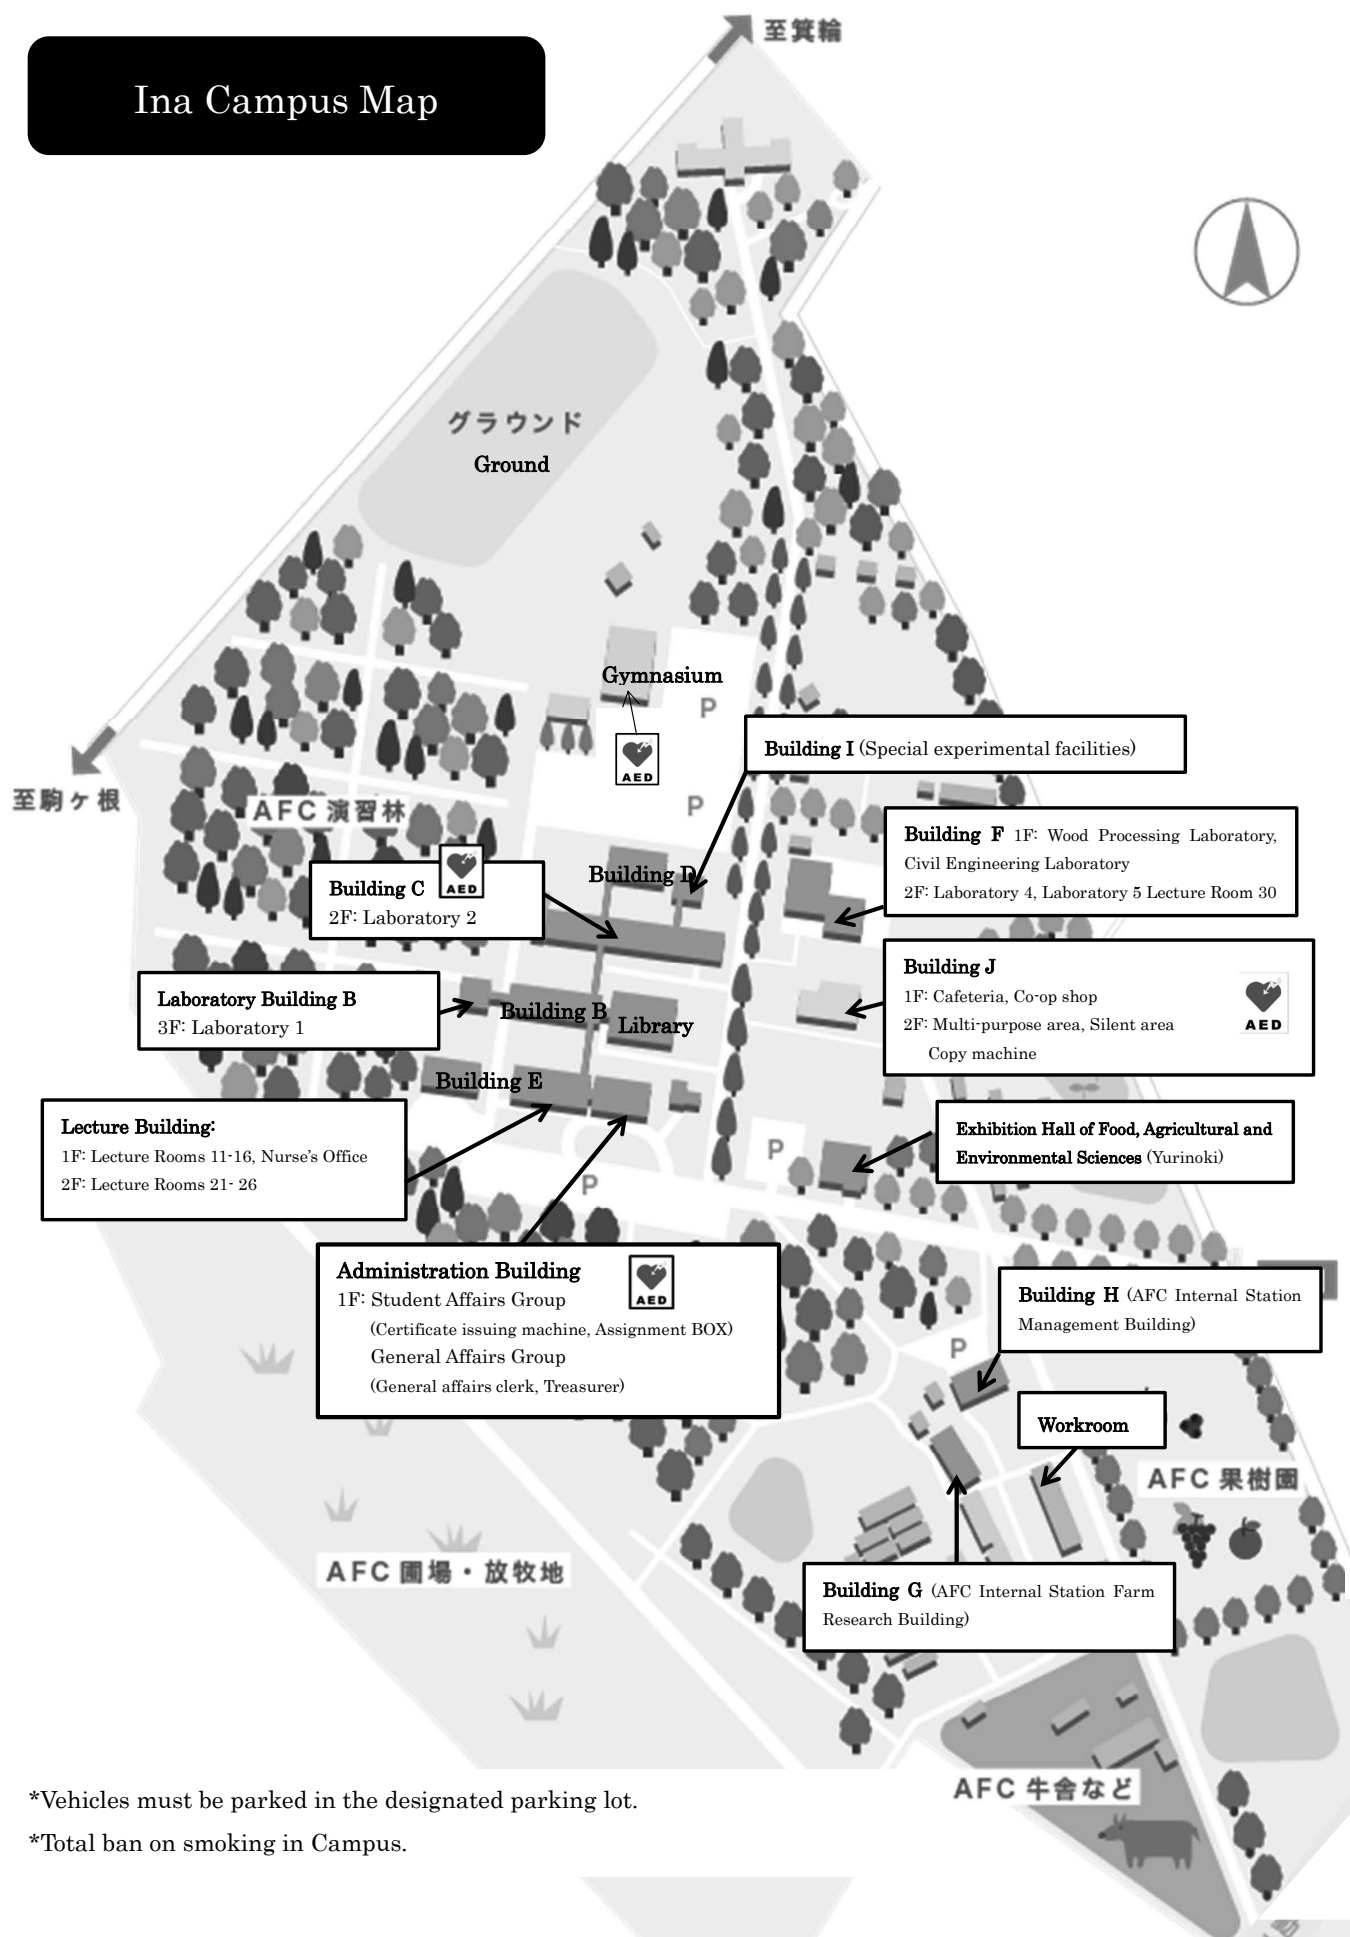 至箕輪
Ina Campus Map
グラウンド
Ground
Gymnasium
P
AED
Building I (Special experimental facilities)
至駒ヶ根
AFC 演習林
P
Building F 1F: Wood Processing Laboratory,
Civil Engineering Laboratory
2F: Laboratory 4, Laboratory 5 Lecture Room 30
Building D
Building C
AED
2F: Laboratory 2
Building J
1F: Cafeteria, Co-op shop
2F: Multi-purpose area, Silent area
Copy machine
AED
Laboratory Building B
3F: Laboratory 1
Building B
Library
Building E
Lecture Building:
1F: Lecture Rooms 11-16, Nurse's Office
2F: Lecture Rooms 21- 26
P
Exhibition Hall of Food, Agricultural and
Environmental Sciences (Yurinoki)
P
Administration Building
AED
1F: Student Affairs Group
(Certificate issuing machine, Assignment BOX)
General Affairs Group
(General affairs clerk, Treasurer)
Building H (AFC Internal Station
Management Building)
P
Workroom
AFC 果樹園
AFC 圃場・放牧地
Building G (AFC Internal Station Farm
Research Building)
AFC 牛舎など
*Vehicles must be parked in the designated parking lot.
*Total ban on smoking in Campus.